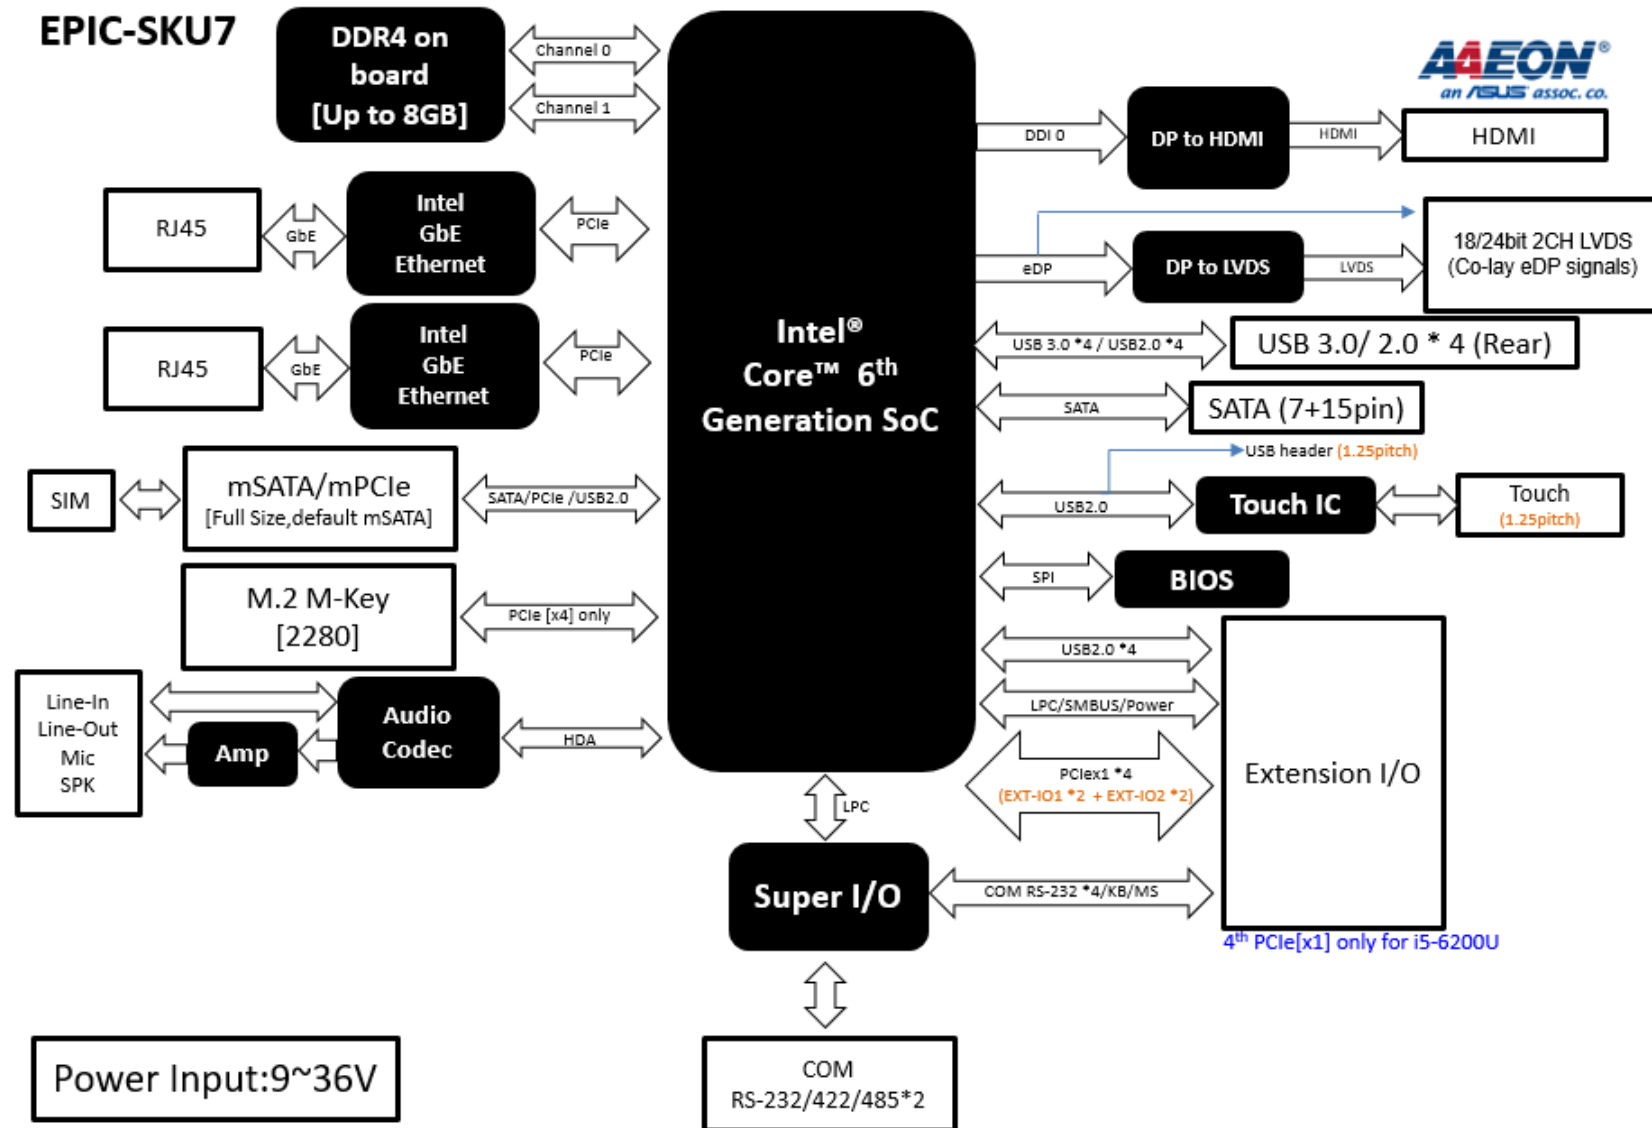 EPIC-SKU7
DDR4 on
board
[Up to 8GB]
Channel 0
Channel 1
AAEON®
an ASUS assoc. co.
DDI 0
DP to HDMI
HDMI
HDMI
RJ45
GbE
Intel
GbE
Ethernet
PCIe
eDP
DP to LVDS
LVDS
18/24bit 2CH LVDS
(Co-lay eDP signals)
RJ45
GbE
Intel
GbE
Ethernet
PCIe
Intel®
Core™ 6th
Generation SoC
USB 3.0 *4 / USB2.0 *4
USB 3.0/ 2.0 * 4 (Rear)
SATA
SATA (7+15pin)
USB header (1.25pitch)
SIM
mSATA/mPCIe
[Full Size,default mSATA]
SATA/PCIe /USB2.0
USB2.0
Touch IC
Touch
(1.25pitch)
SPI
BIOS
M.2 M-Key
[2280]
PCIe [x4] only
USB2.0 *4
LPC/SMBUS/Power
PCIex1 *4
(EXT-IO1 *2 + EXT-IO2 *2)
Extension I/O
Line-In
Line-Out
Mic
SPK
Amp
Audio
Codec
HDA
LPC
Super I/O
COM RS-232 *4/KB/MS
4th PCIe[x1] only for i5-6200U
Power Input:9~36V
COM
RS-232/422/485*2